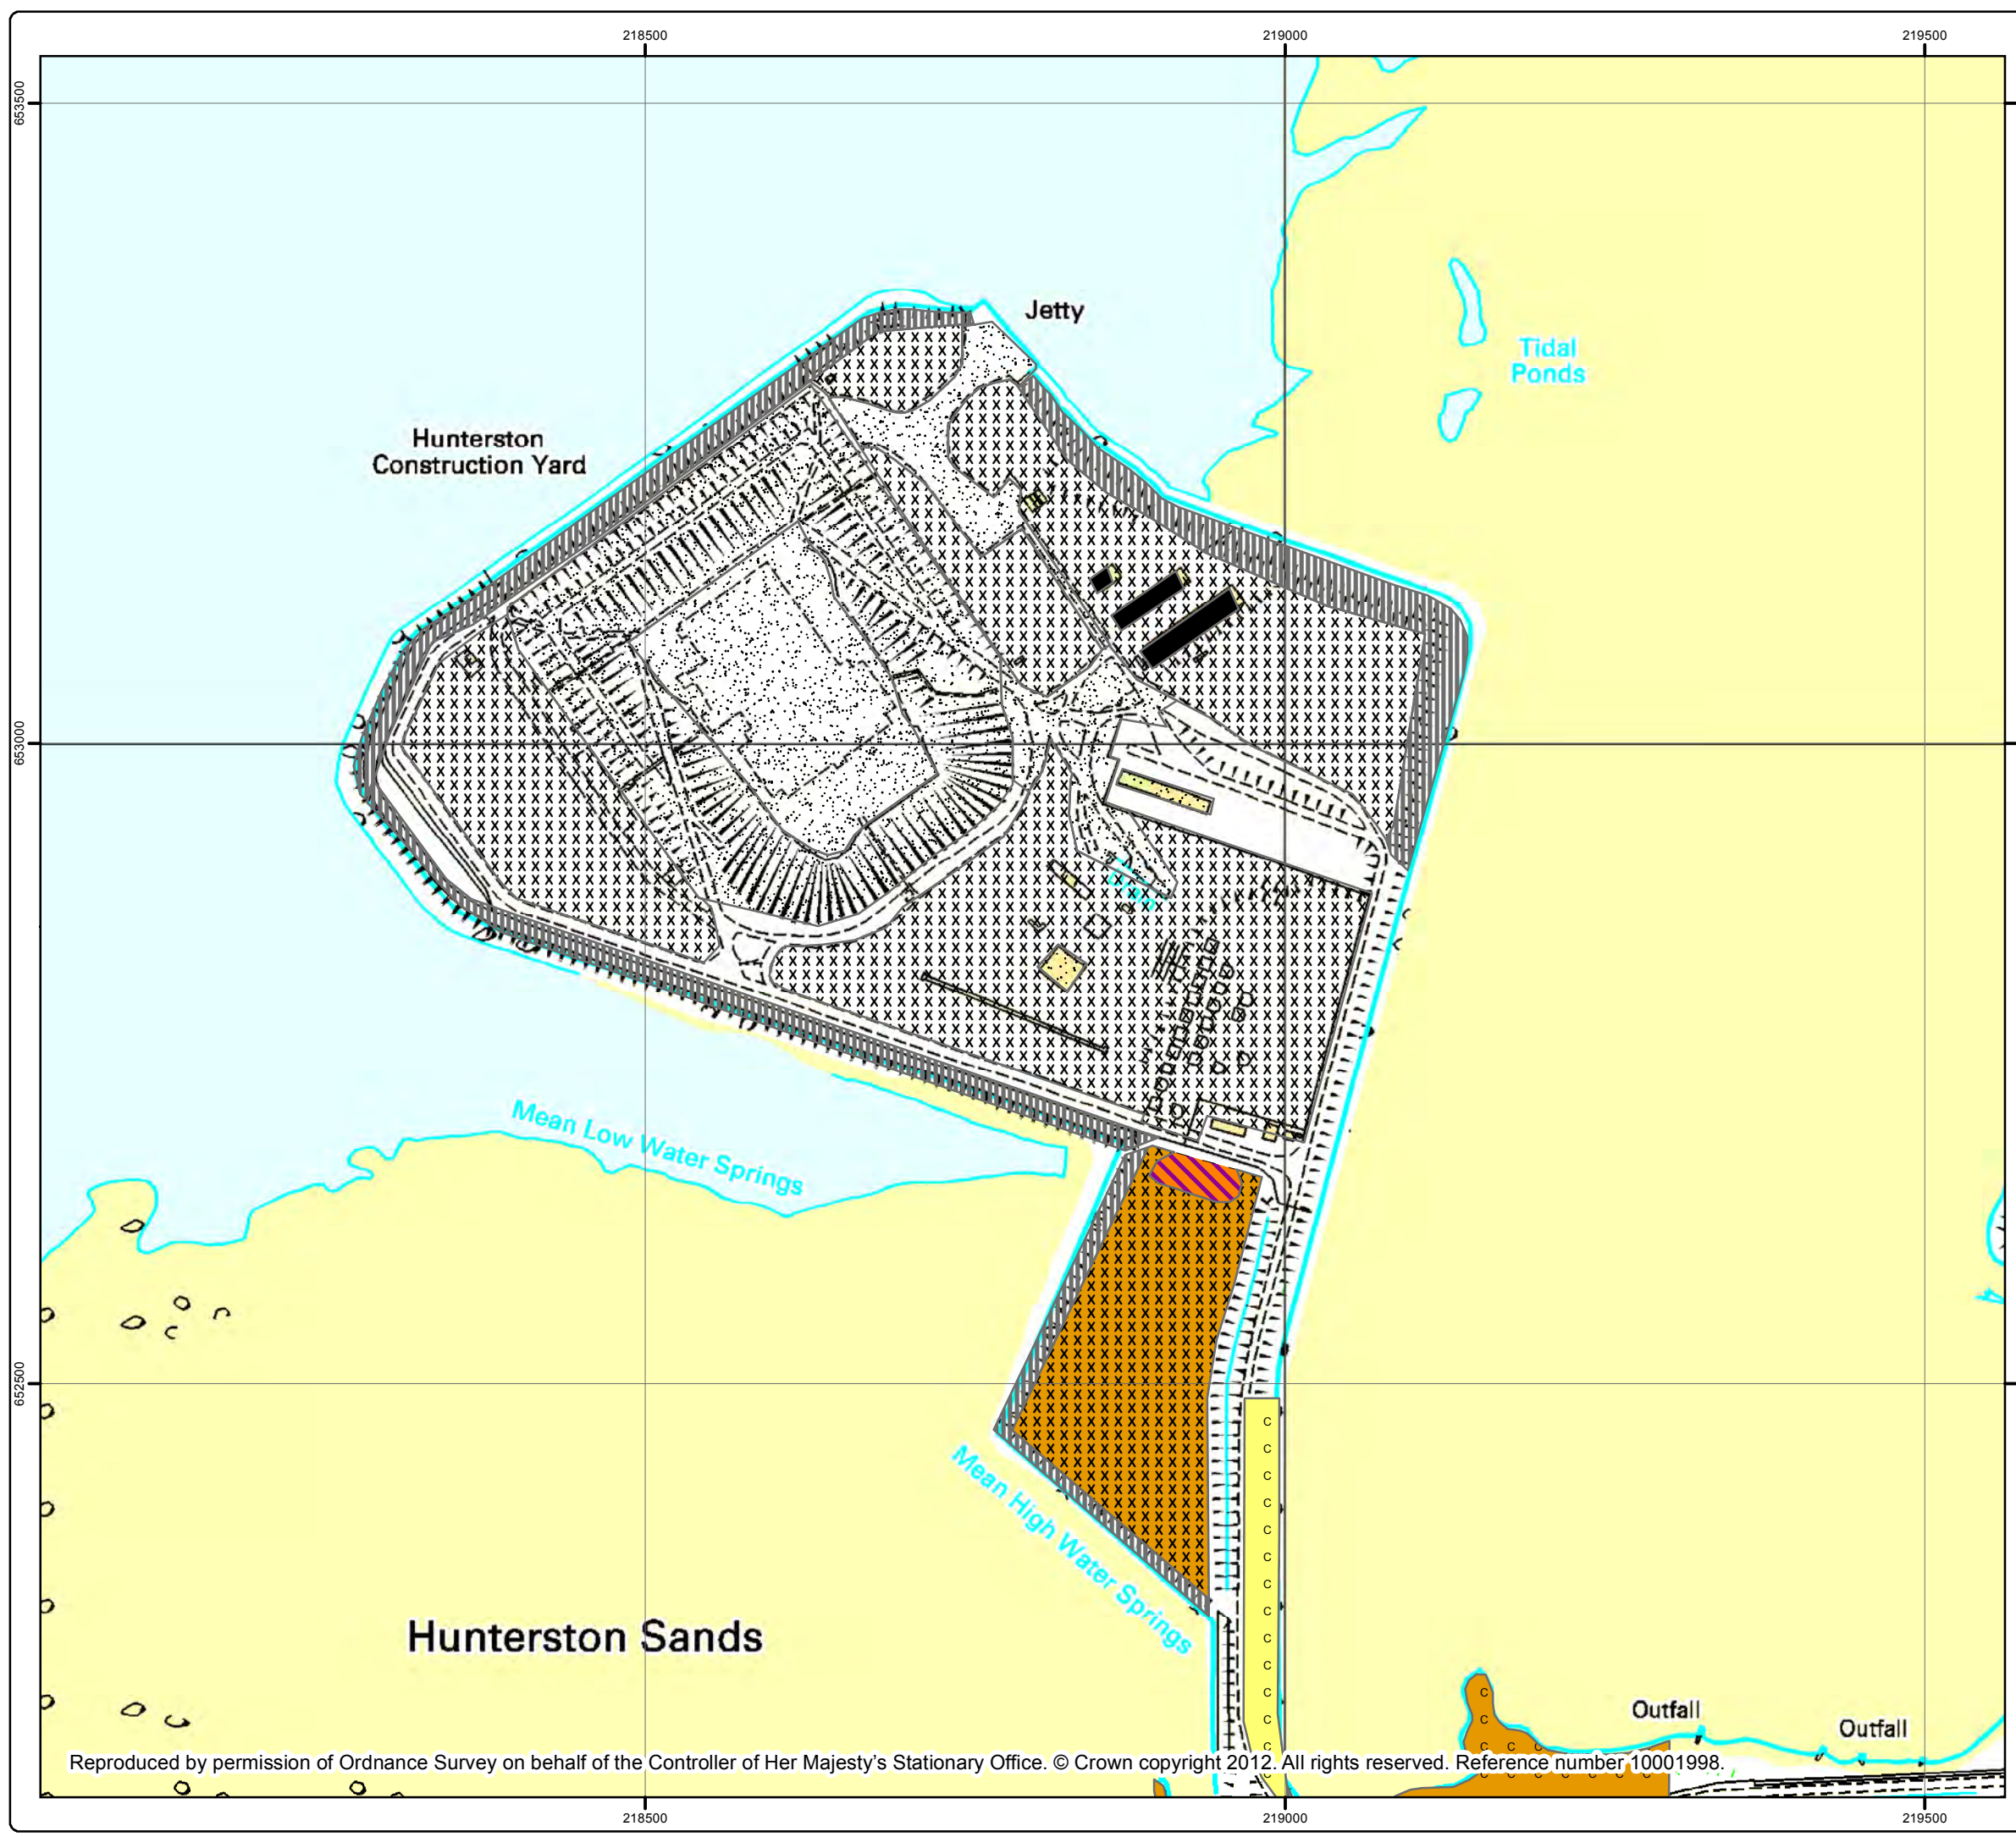 218500
219000
219500
653500
Jetty
Tidal
Ponds
Hunterston
Construction Yard
653000
Drain
Mean Low Water Springs
652500
Mean High Water Springs
Hunterston Sands
Outfall
Outfall
Reproduced by permission of Ordnance Survey on behalf of the Controller of Her Majesty's Stationary Office. © Crown copyright 2012. All rights reserved. Reference number 10001998.
218500
219000
219500